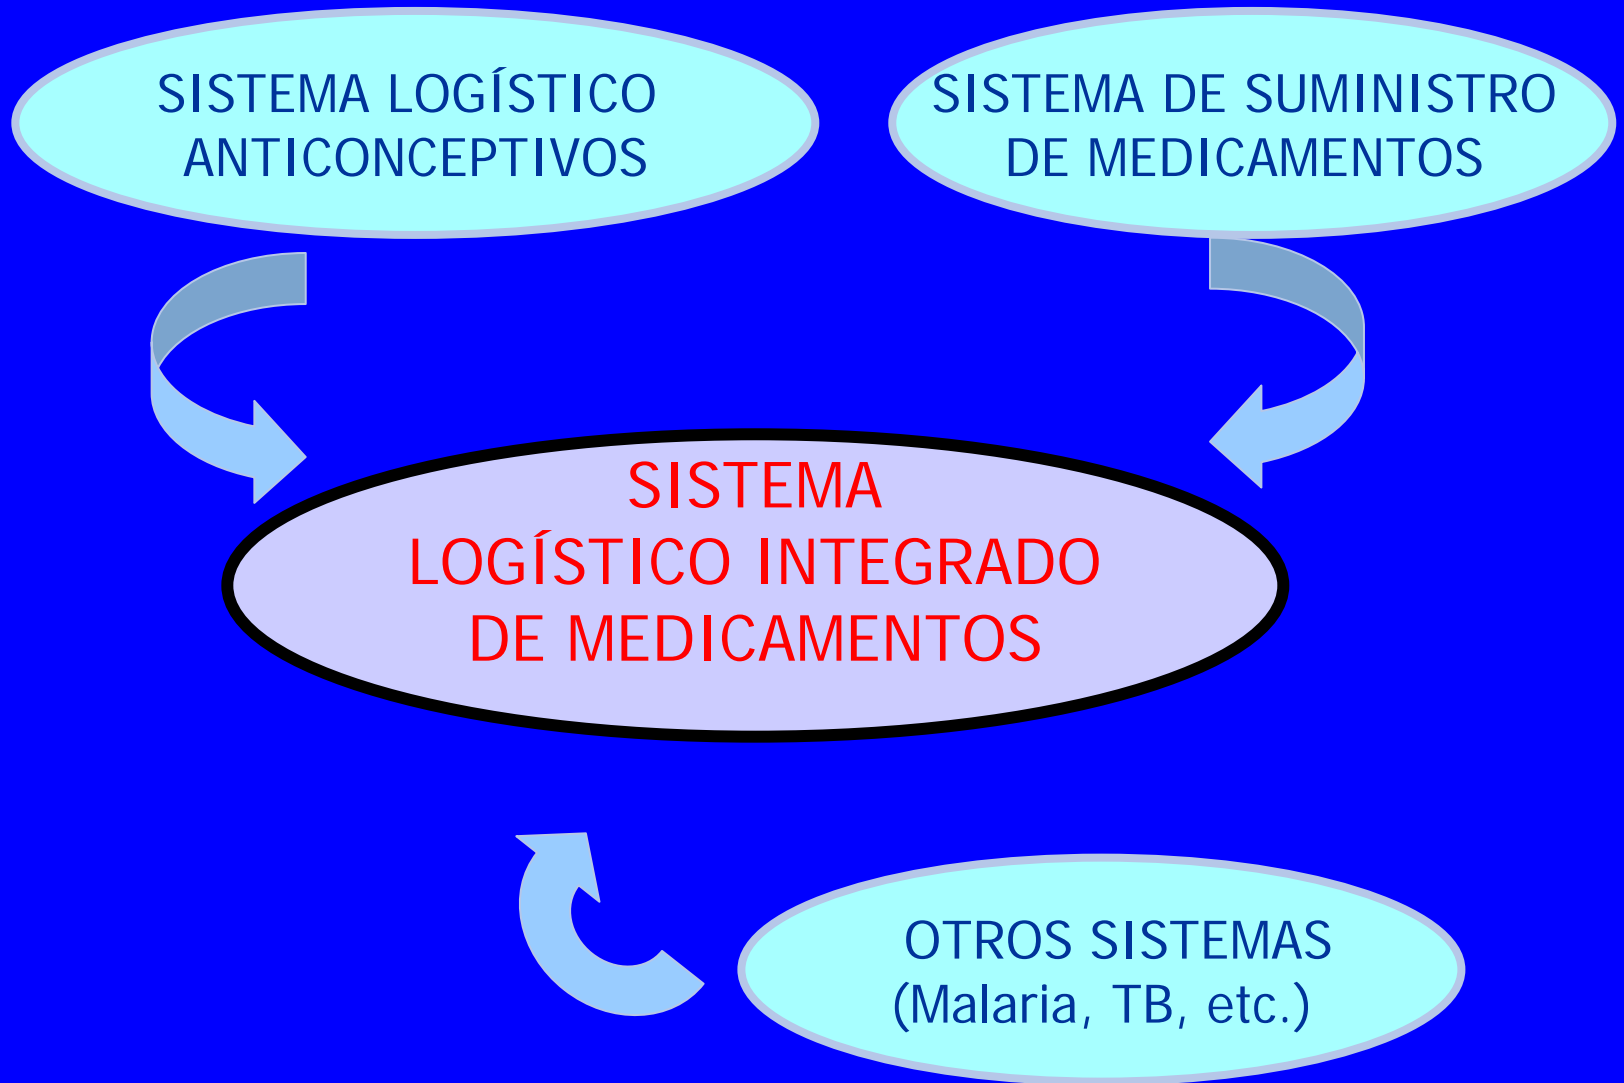 SISTEMA LOGÍSTICO
ANTICONCEPTIVOS
SISTEMA DE SUMINISTRO
DE MEDICAMENTOS
SISTEMA
LOGÍSTICO INTEGRADO
DE MEDICAMENTOS
OTROS SISTEMAS
(Malaria, TB, etc.)